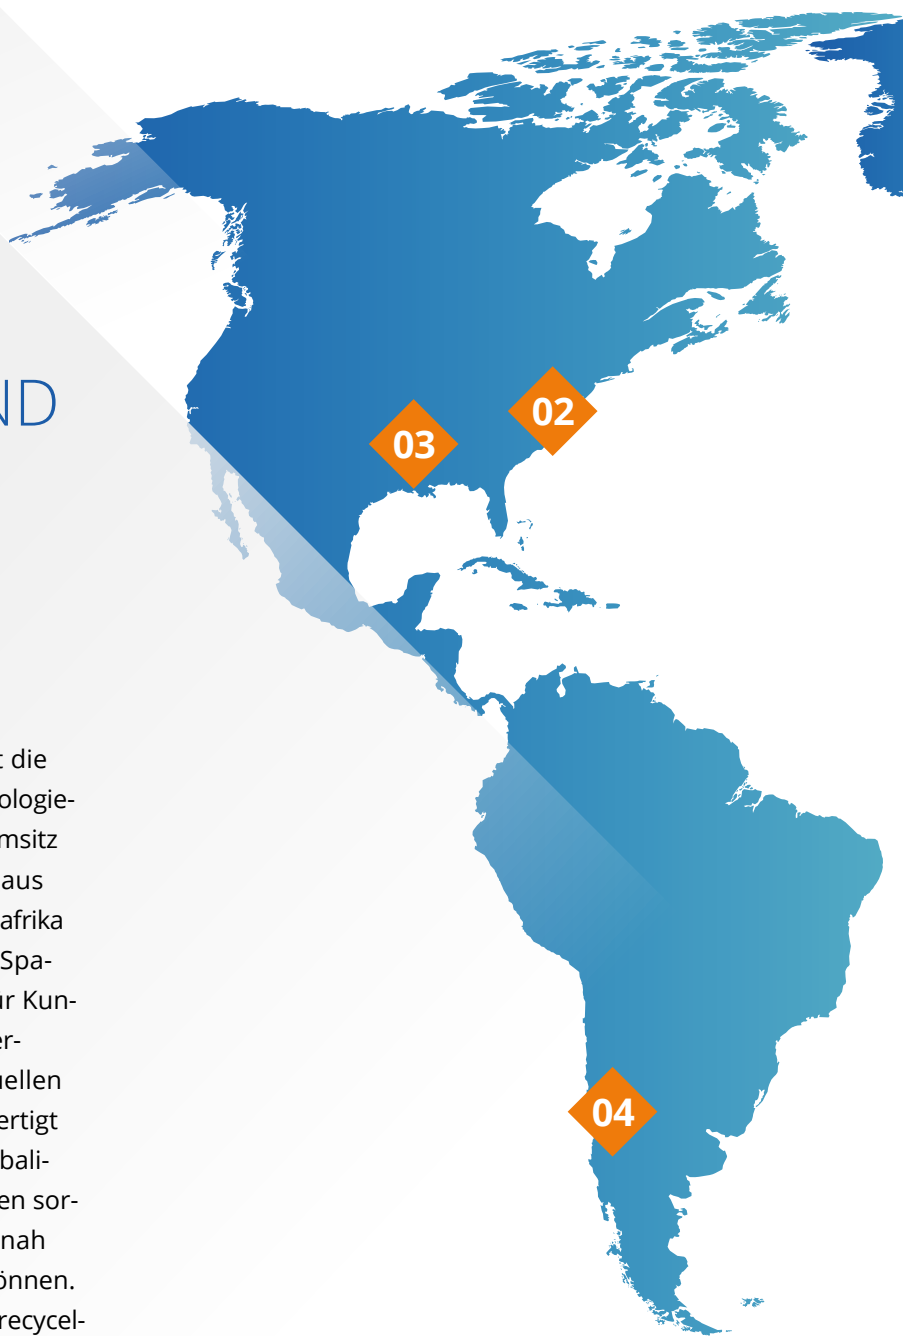 ND
02
03
t die
ologie-
msitz
aus
afrika
Spa-
ür Kun-
er-
uellen
ertigt
bali-
en sor-
nah
önnen.
recycel-
04